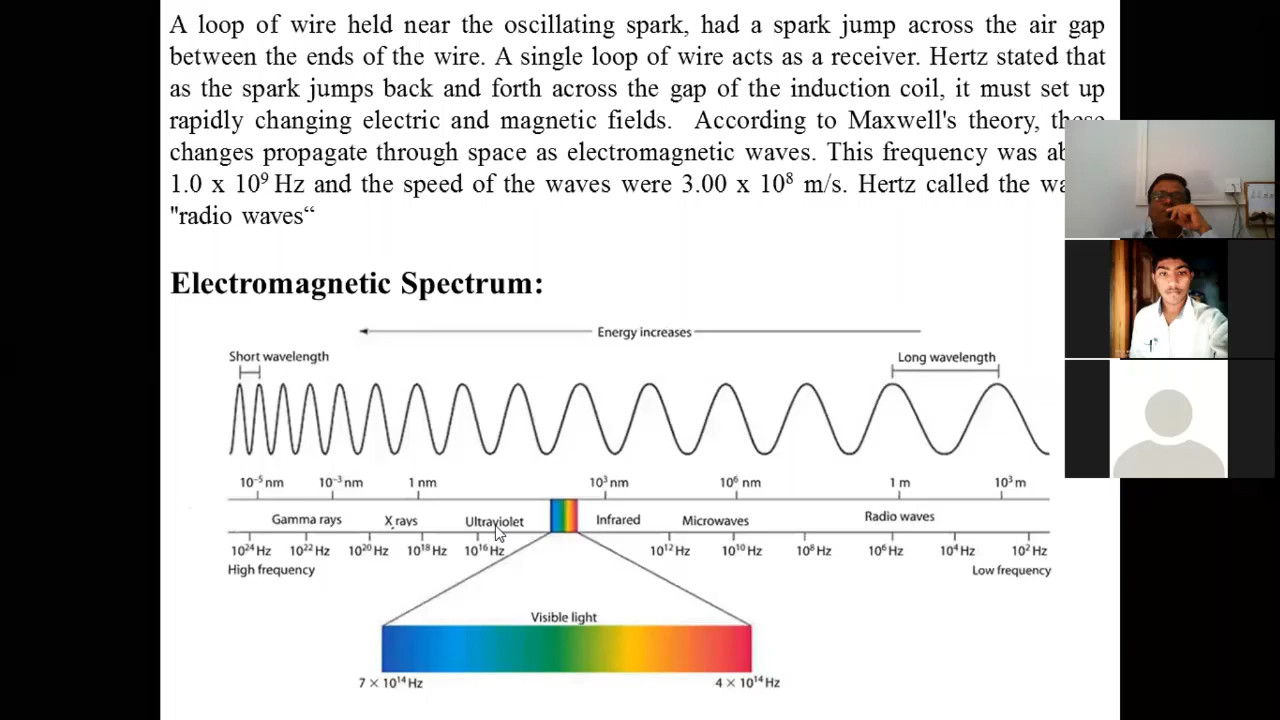 A loop of wire held near the oscillating spark, had a spark jump across the air gap
between the ends of the wire. A single loop of wire acts as a receiver. Hertz stated that
as the spark jumps back and forth across the gap of the induction coil, it must set up
rapidly changing electric and magnetic fields. According to Maxwell's theory,
changes propagate through space as electromagnetic waves. This frequency was
1.0 x 10⁹ Hz and the speed of the waves were 3.00 x 10⁸ m/s. Hertz called the
"radio waves“
Electromagnetic Spectrum:
Energy increases
Short wavelength Long wavelength
10⁻⁵ nm 10⁻³ nm 1 nm 10³ nm 10⁶ nm 1 m 10³ m
Gamma rays X rays Ultraviolet Infrared Microwaves Radio waves
10²⁴ Hz 10²² Hz 10²⁰ Hz 10¹⁸ Hz 10¹⁶ Hz 10¹² Hz 10¹⁰ Hz 10⁸ Hz 10⁶ Hz 10⁴ Hz 10² Hz
High frequency Low frequency
Visible light
7 × 10¹⁴ Hz 4 × 10¹⁴ Hz